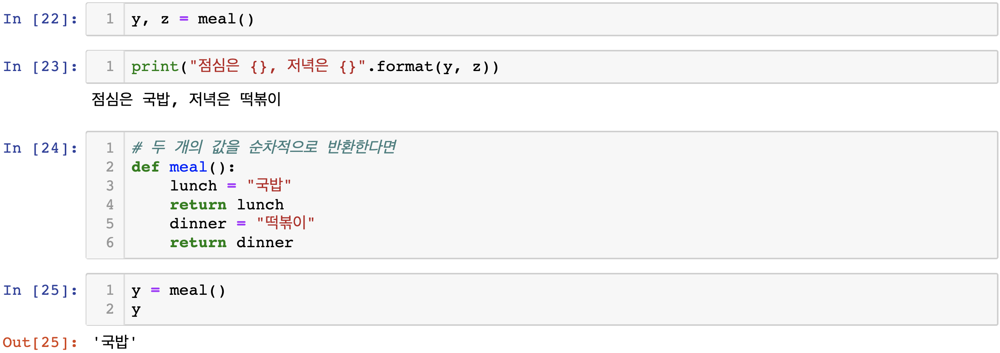 In [22]: 1 y, z = meal()
In [23]: 1 print("점심은 {}, 저녁은 {}".format(y, z))
점심은 국밥, 저녁은 떡볶이
In [24]: 1 # 두 개의 값을 순차적으로 반환한다면
2 def meal():
3     lunch = "국밥"
4     return lunch
5     dinner = "떡볶이"
6     return dinner
In [25]: 1 y = meal()
2 y
Out[25]: '국밥'